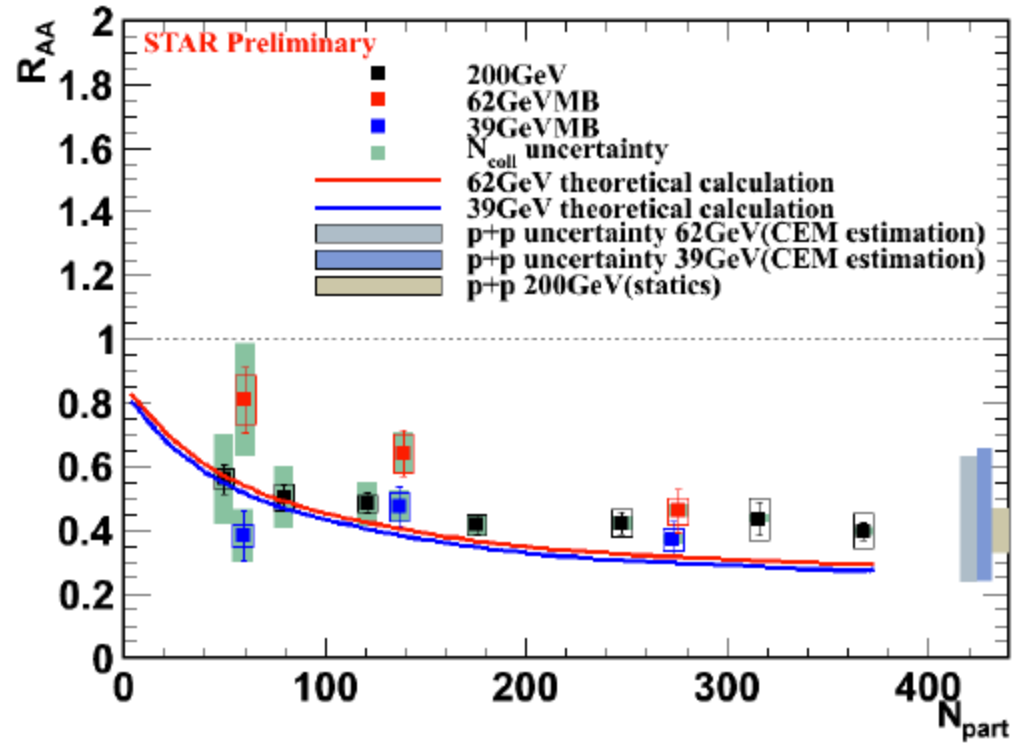 2
R_AA
STAR Preliminary
1.8
200GeV
62GeVMB
1.6
39GeVMB
N_coll uncertainty
62GeV theoretical calculation
1.4
39GeV theoretical calculation
p+p uncertainty 62GeV(CEM estimation)
p+p uncertainty 39GeV(CEM estimation)
1.2
p+p 200GeV(statics)
1
0.8
0.6
0.4
0.2
0
0 100 200 300 400
N_part